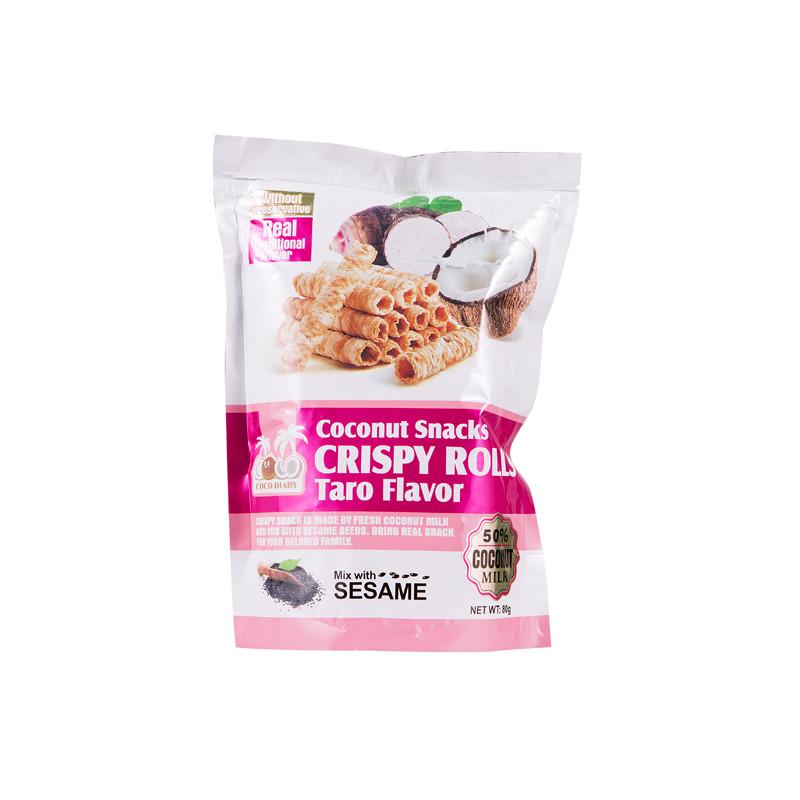 Without
Preservative
Real
Traditional
Flavor
Coconut Snacks
CRISPY ROLLS
Taro Flavor
COCO DIARY
CRISPY SNACK IS MADE BY FRESH COCONUT MILK
AND MIX WITH SESAME SEEDS. BRING REAL SNACK
FOR YOUR BELOVED FAMILY.
50%
COCONUT
MILK
Mix with
SESAME
NET WT: 80g